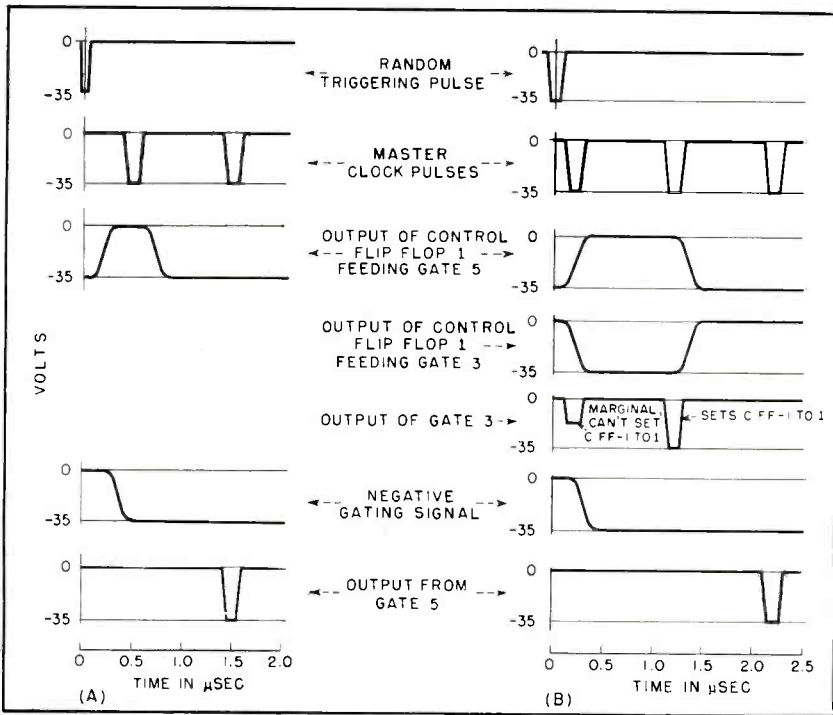 0
-35
0
-35
0
-35
0
-35
0
-35
VOLTS
RANDOM
TRIGGERING PULSE
MASTER
CLOCK PULSES
OUTPUT OF CONTROL
FLIP FLOP 1
FEEDING GATE 5
OUTPUT OF CONTROL
FLIP FLOP 1
FEEDING GATE 3
OUTPUT OF GATE 3
NEGATIVE
GATING SIGNAL
OUTPUT FROM
GATE 5
0
-35
0
-35
0
-35
0
-35
0
-35
MARGINAL,
CAN'T SET
C FF-1 TO 1
SETS C FF-1 TO 1
0
-35
0
-35
0 0.5 1.0 1.5 2.0
TIME IN μSEC
(A)
0 0.5 1.0 1.5 2.0 2.5
TIME IN μSEC
(B)